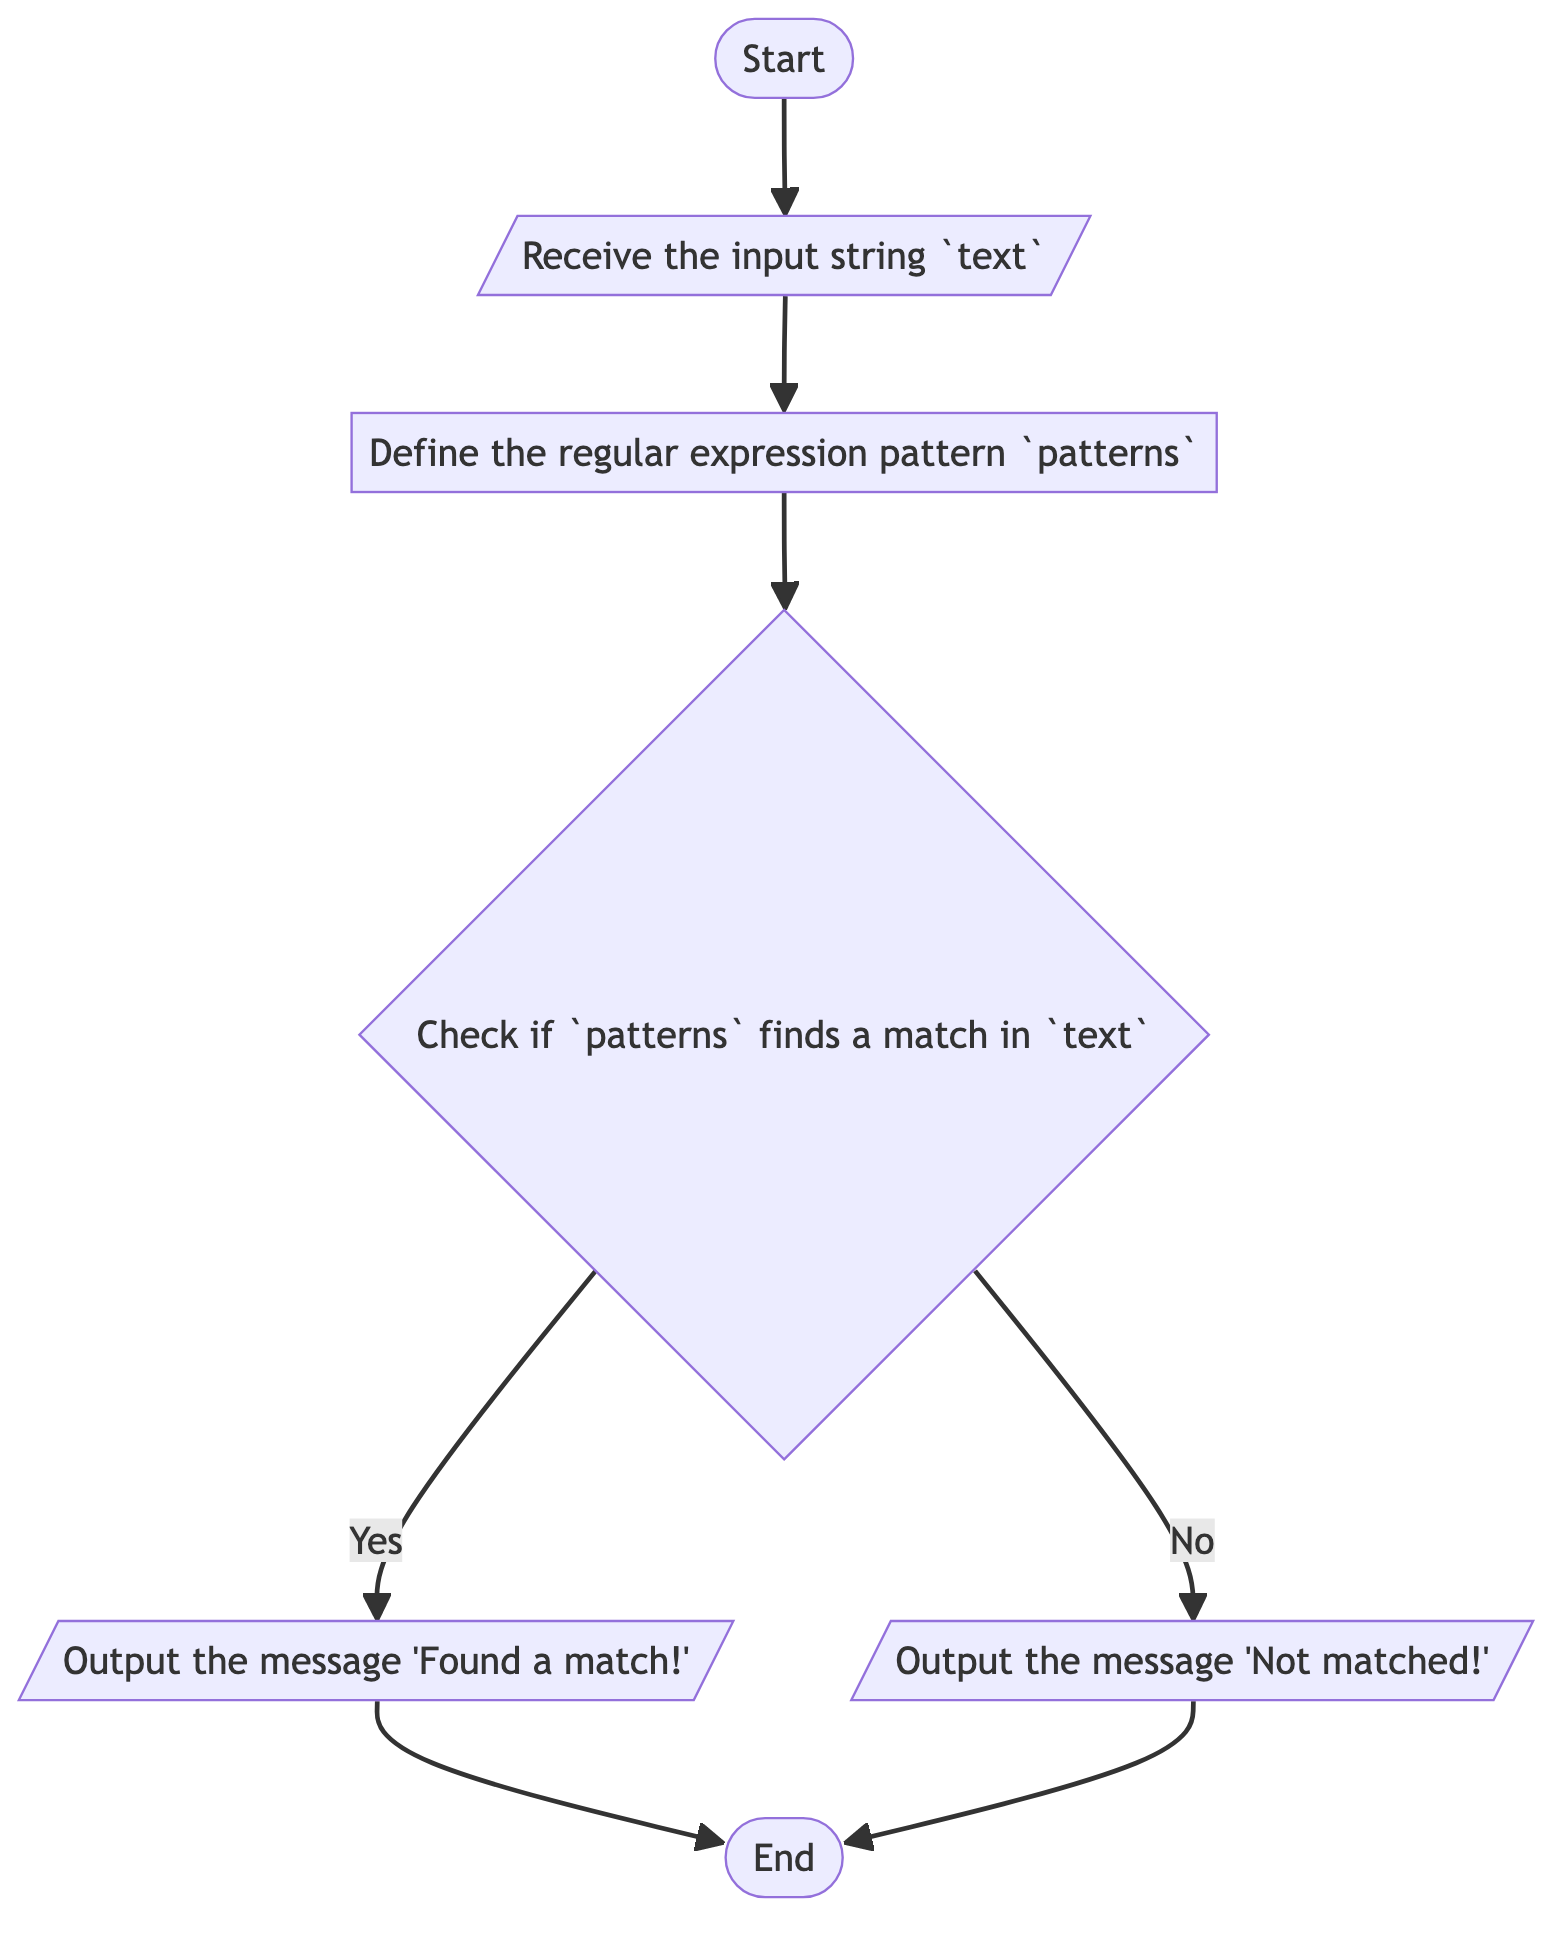 Start
Receive the input string `text`
Define the regular expression pattern `patterns`
Check if `patterns` finds a match in `text`
Yes
No
Output the message 'Found a match!'
Output the message 'Not matched!'
End